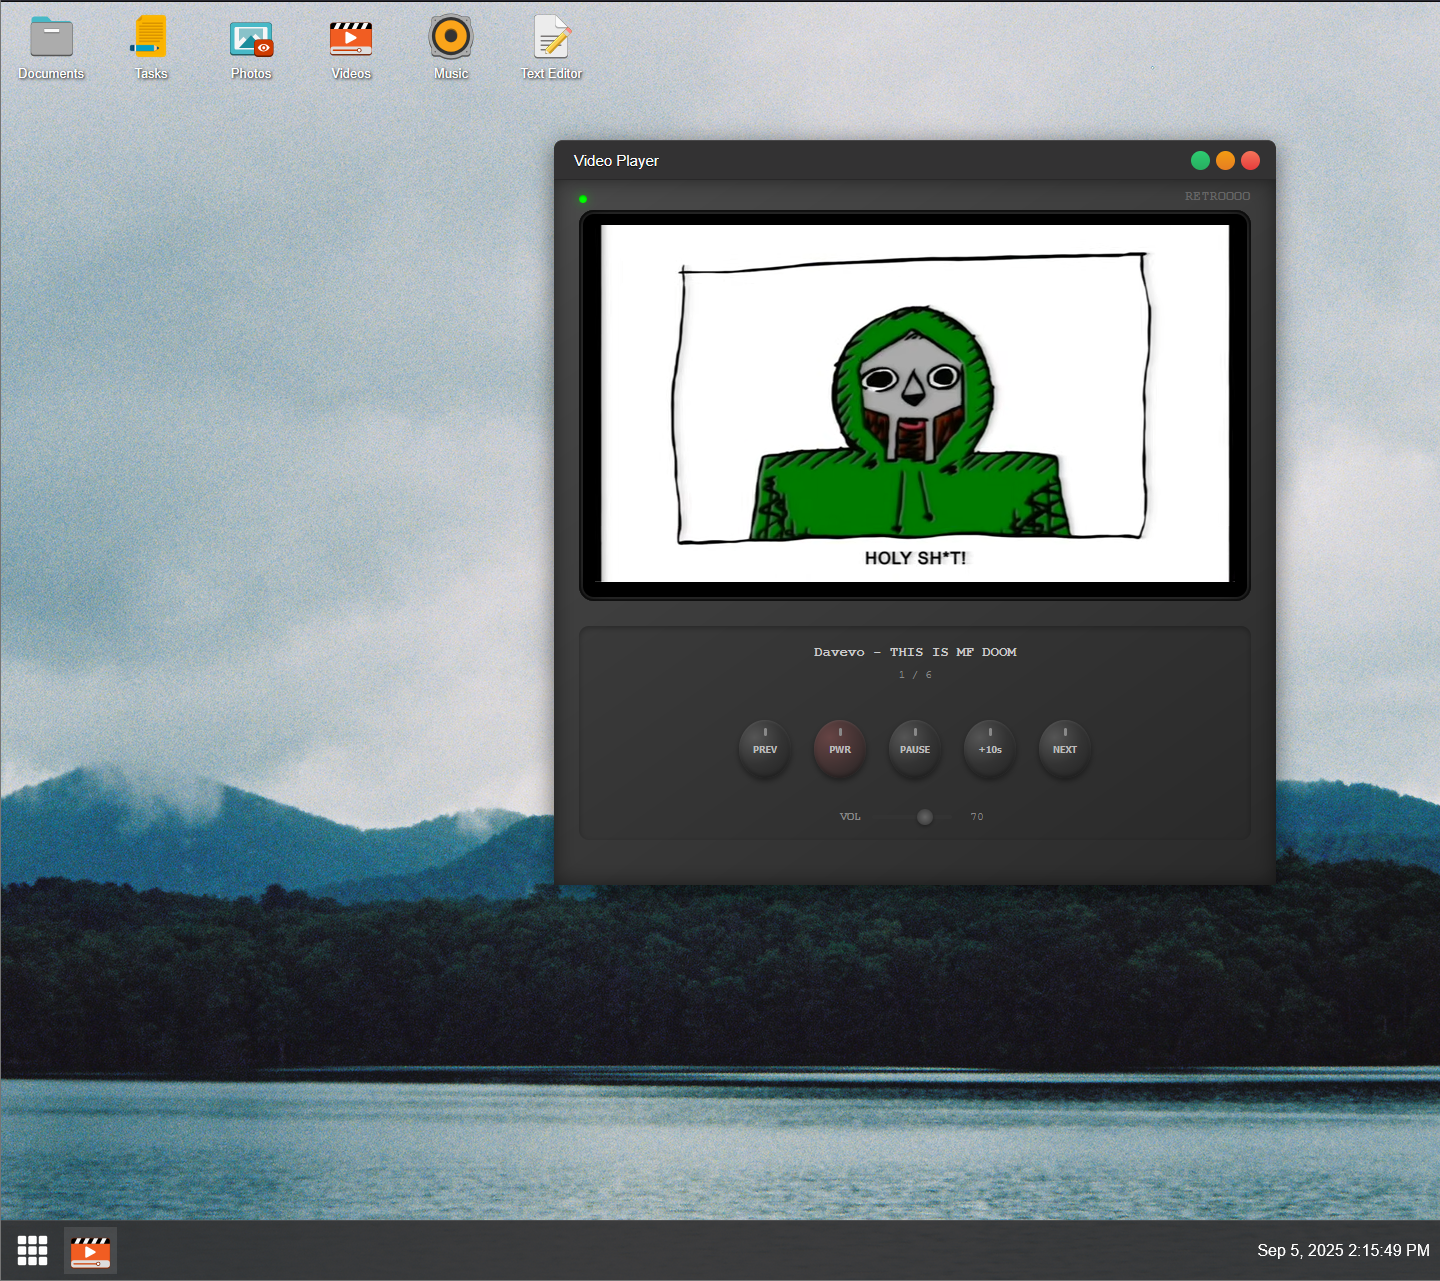 Documents
Tasks
Photos
Videos
Music
Text Editor
Video Player
RETROOOO
HOLY SH*T!
Davevo - THIS IS MF DOOM
1 / 6
PREV
PWR
PAUSE
+10s
NEXT
VOL
70
Sep 5, 2025 2:15:49 PM